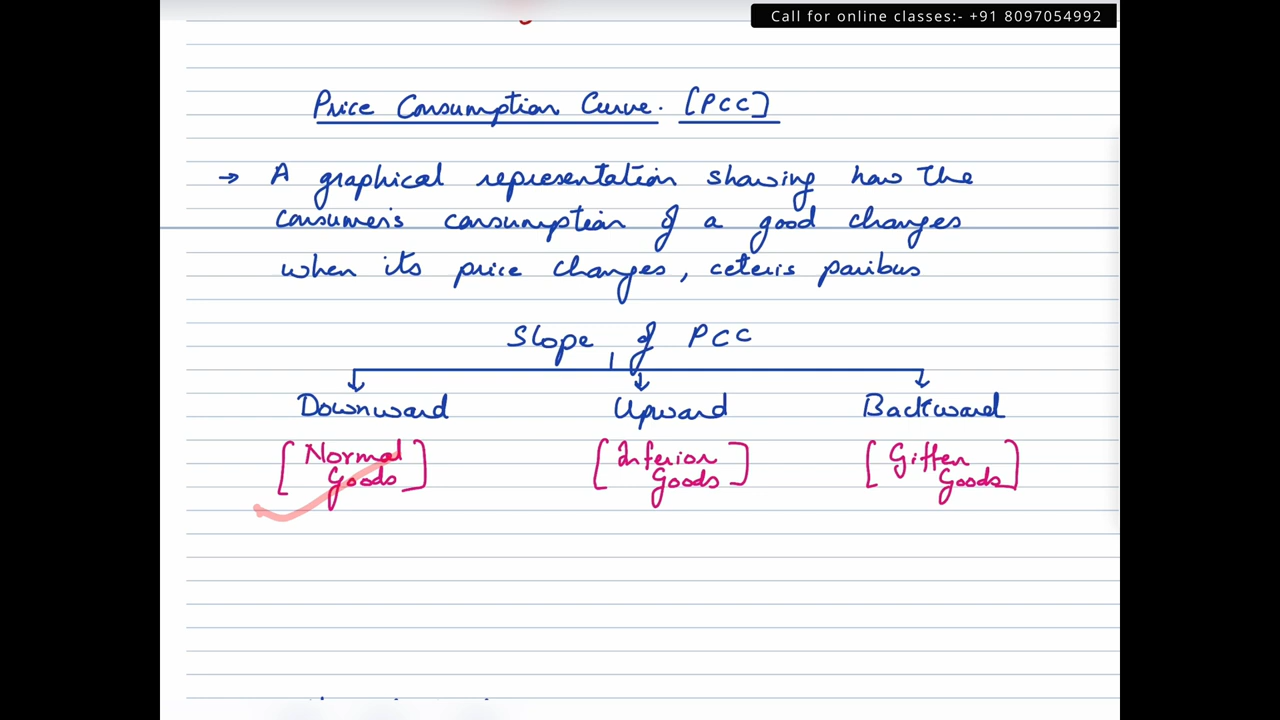 Call for online classes:- +91 8097054992
Price Consumption Curve. [PCC]
→ A graphical representation showing how the
consumer's consumption of a good changes
when its price changes, ceteris paribus
Slope of PCC
Downward Upward Backward
[Normal Goods] [Inferior Goods] [Giffen Goods]